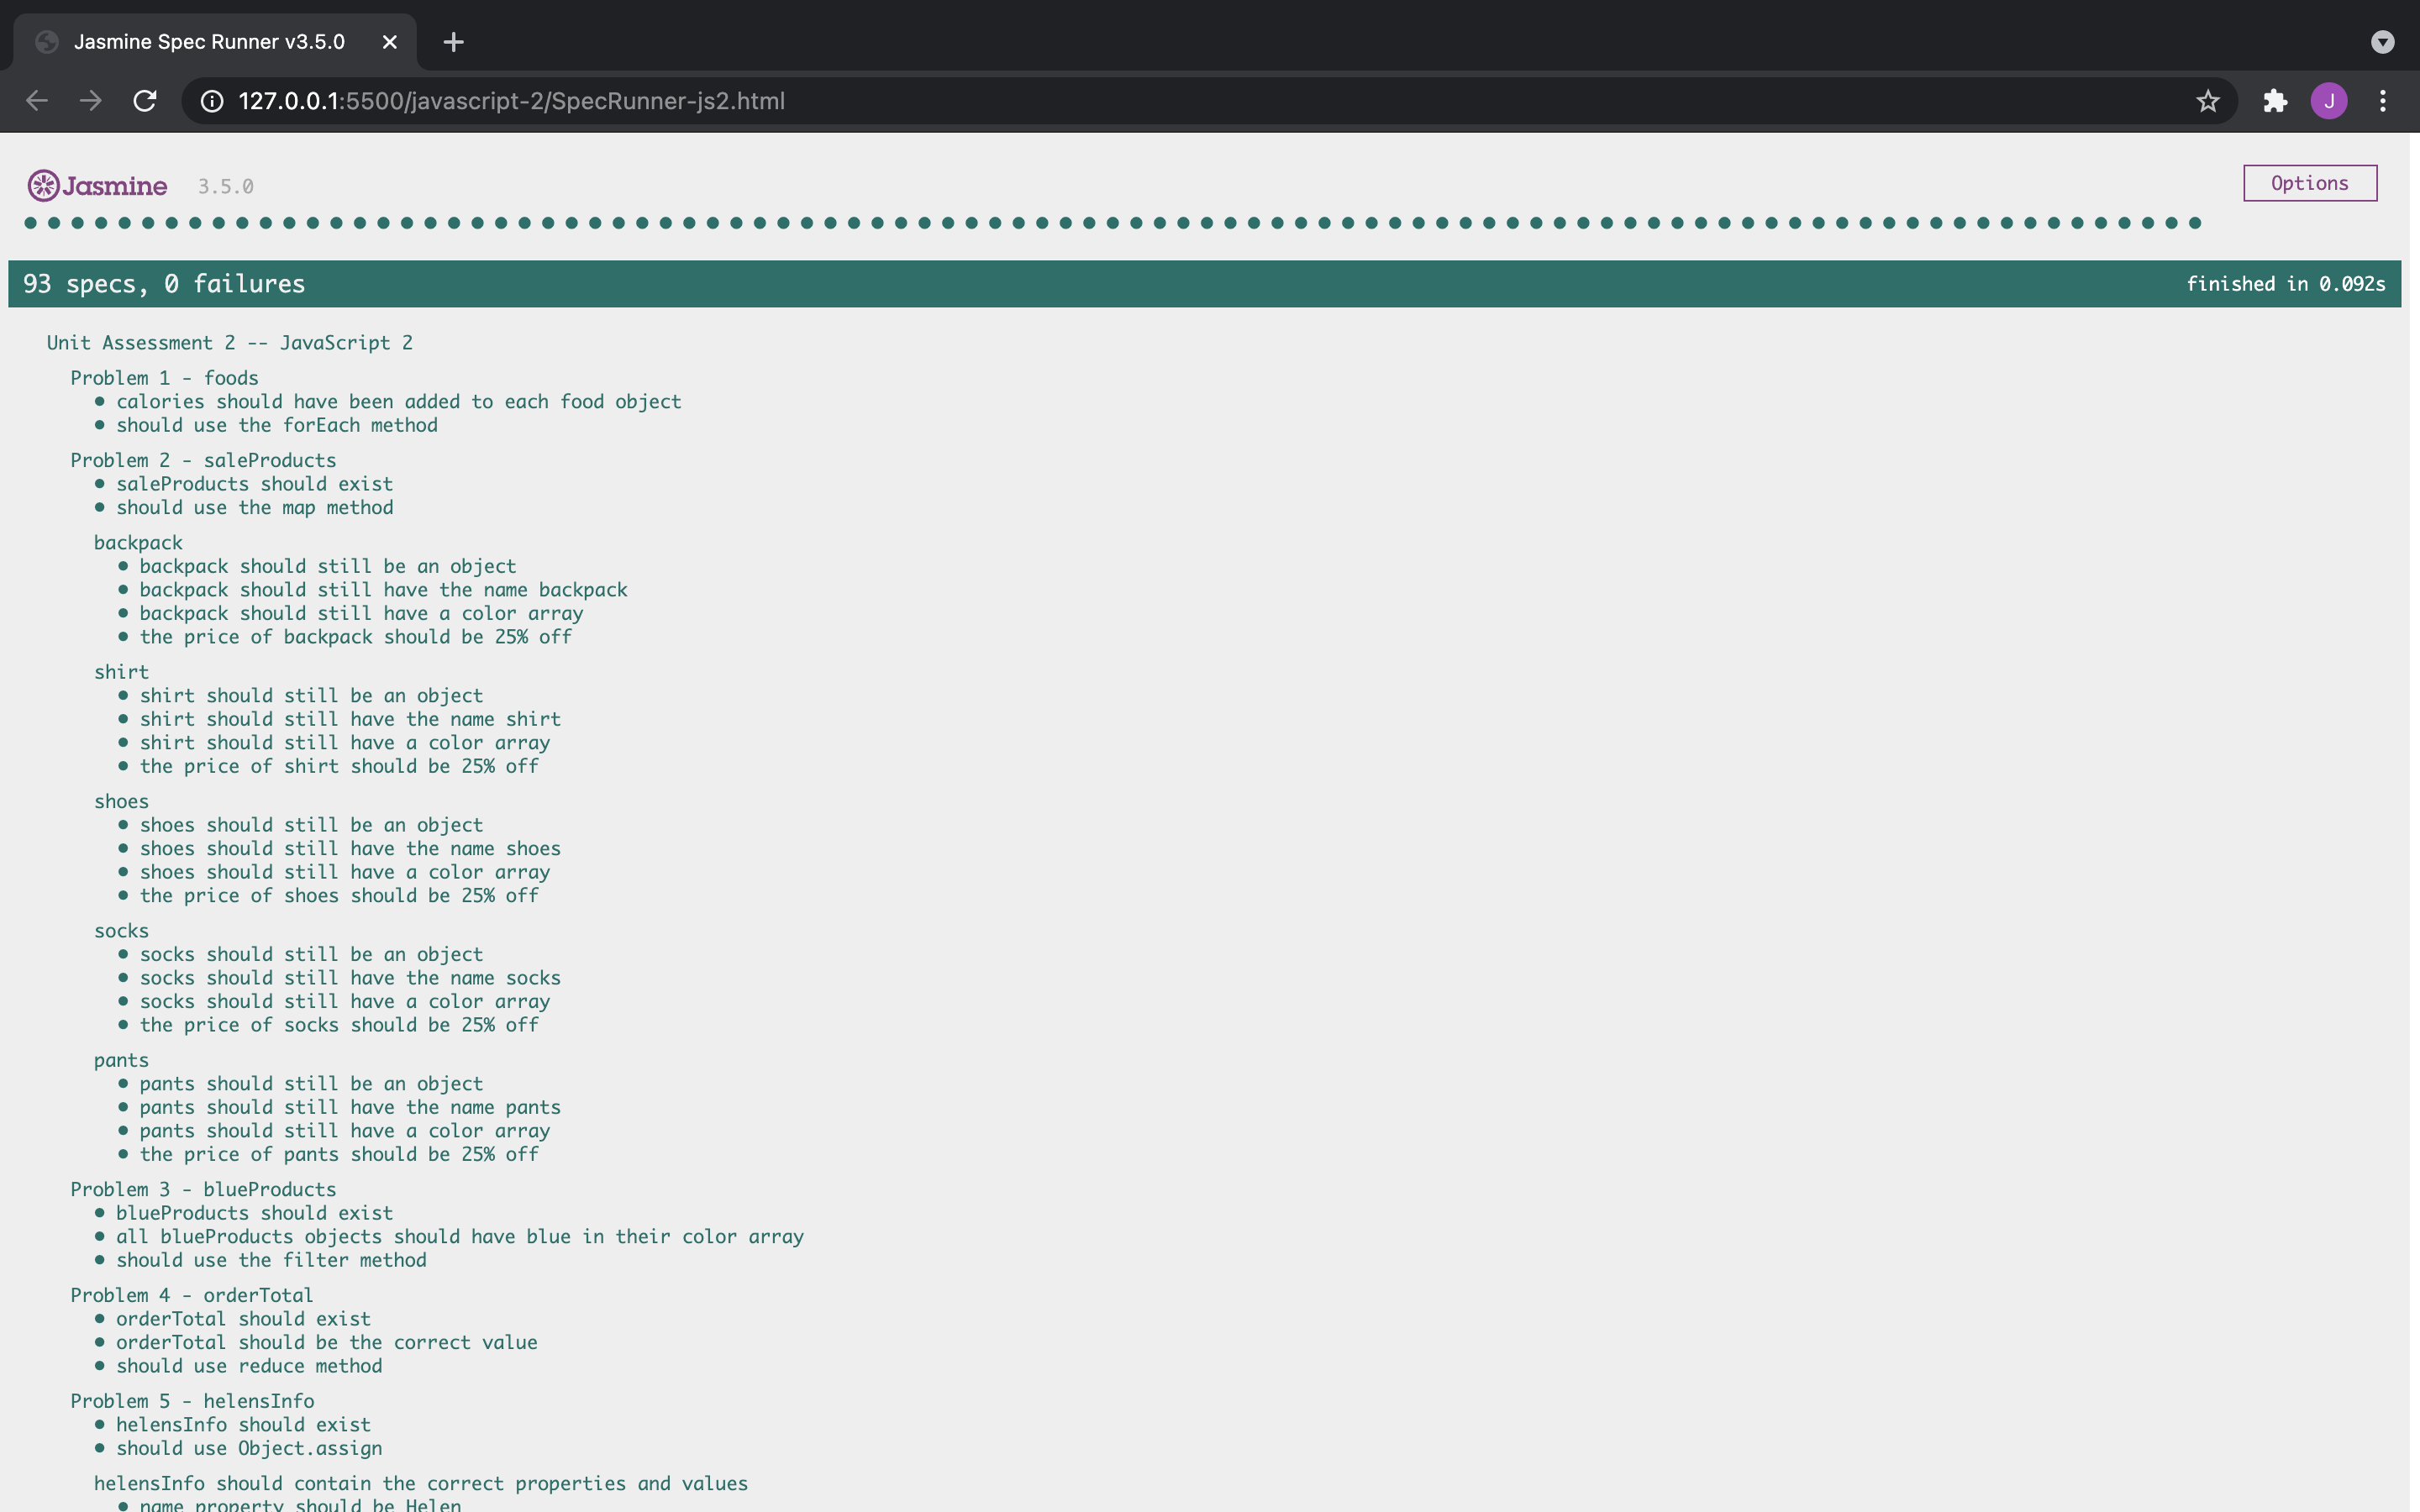 Jasmine Spec Runner v3.5.0
127.0.0.1:5500/javascript-2/SpecRunner-js2.html
J
Jasmine 3.5.0
Options
93 specs, 0 failures
finished in 0.092s
Unit Assessment 2 -- JavaScript 2
Problem 1 - foods
• calories should have been added to each food object
• should use the forEach method
Problem 2 - saleProducts
• saleProducts should exist
• should use the map method
backpack
• backpack should still be an object
• backpack should still have the name backpack
• backpack should still have a color array
• the price of backpack should be 25% off
shirt
• shirt should still be an object
• shirt should still have the name shirt
• shirt should still have a color array
• the price of shirt should be 25% off
shoes
• shoes should still be an object
• shoes should still have the name shoes
• shoes should still have a color array
• the price of shoes should be 25% off
socks
• socks should still be an object
• socks should still have the name socks
• socks should still have a color array
• the price of socks should be 25% off
pants
• pants should still be an object
• pants should still have the name pants
• pants should still have a color array
• the price of pants should be 25% off
Problem 3 - blueProducts
• blueProducts should exist
• all blueProducts objects should have blue in their color array
• should use the filter method
Problem 4 - orderTotal
• orderTotal should exist
• orderTotal should be the correct value
• should use reduce method
Problem 5 - helensInfo
• helensInfo should exist
• should use Object.assign
helensInfo should contain the correct properties and values
• name property should be Helen